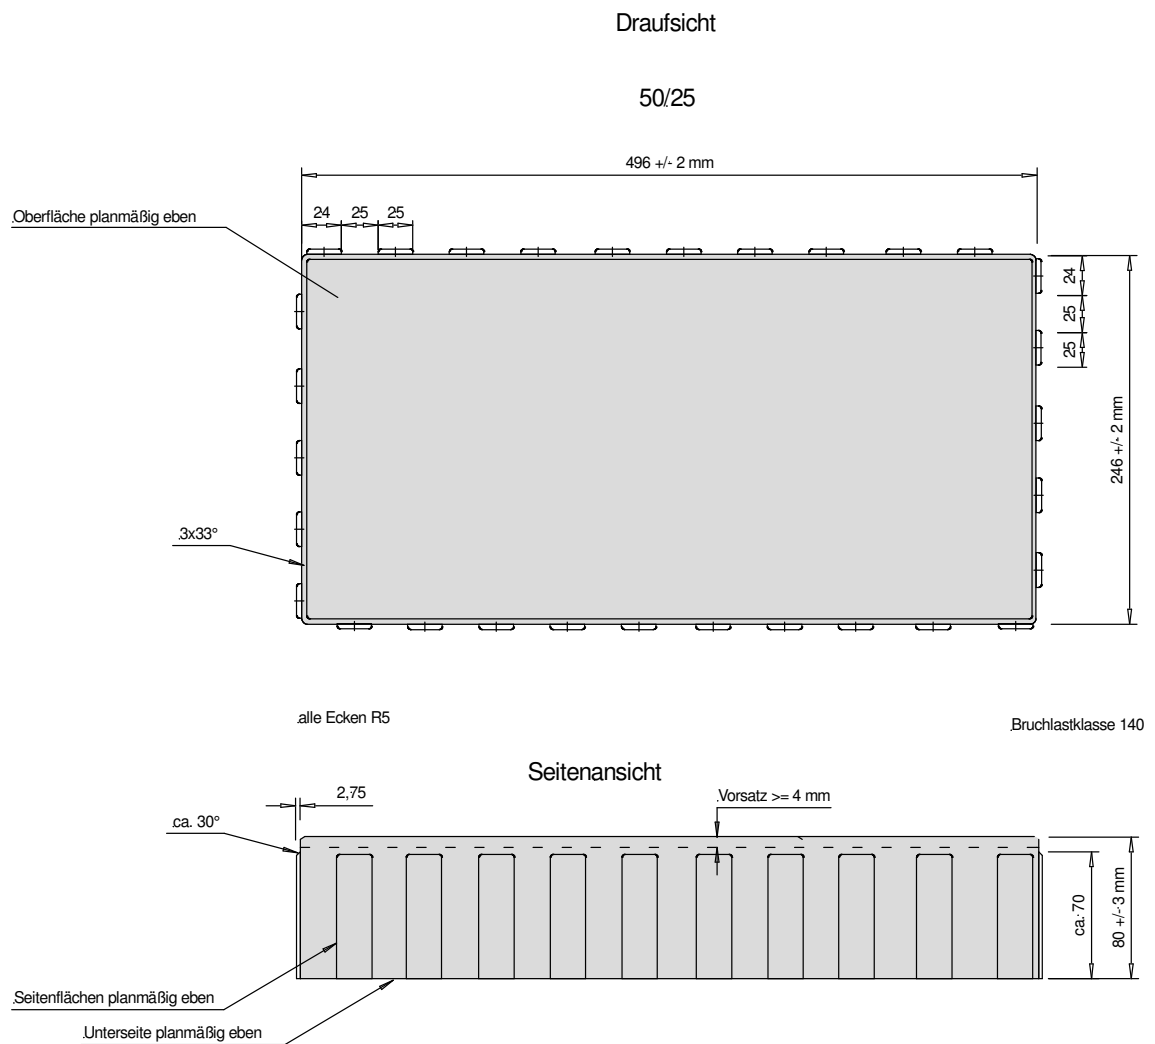 Draufsicht
50/25
496 +/- 2 mm
Oberfläche planmäßig eben
24
25
25
24
25
25
246 +/- 2 mm
3x33°
alle Ecken R5
Bruchlastklasse 140
Seitenansicht
2,75
Vorsatz >= 4 mm
ca. 30°
ca. 70
80 +/-3 mm
Seitenflächen planmäßig eben
Unterseite planmäßig eben